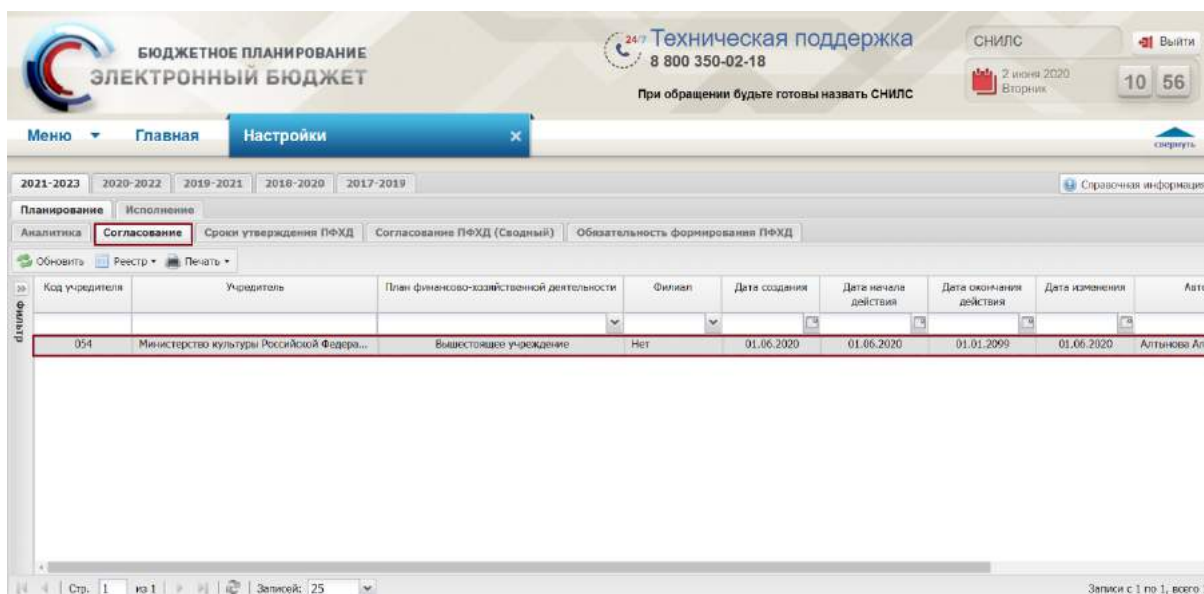 24/7 Техническая поддержка
8 800 350-02-18
При обращении будьте готовы назвать СНИЛС
БЮДЖЕТНОЕ ПЛАНИРОВАНИЕ
ЭЛЕКТРОННЫЙ БЮДЖЕТ
СНИЛС
Выйти
2 июня 2020
Вторник
10 56
Меню Главная Настройки
свернуть
2021-2023 2020-2022 2019-2021 2018-2020 2017-2019 Справочная информация
Планирование Исполнение
Аналитика Согласование Сроки утверждения ПФХД Согласование ПФХД (Сводный) Обязательность формирования ПФХД
Обновить Реестр Печать
Фильтр
Код учредителя Учредитель План финансово-хозяйственной деятельности Филиал Дата создания Дата начала действия Дата окончания действия Дата изменения Авто
054 Министерство культуры Российской Федера... Вышестоящее учреждение Нет 01.06.2020 01.06.2020 01.01.2099 01.06.2020 Алтынова Ал
Стр. 1 из 1 Записей: 25 Записи с 1 по 1, всего 1